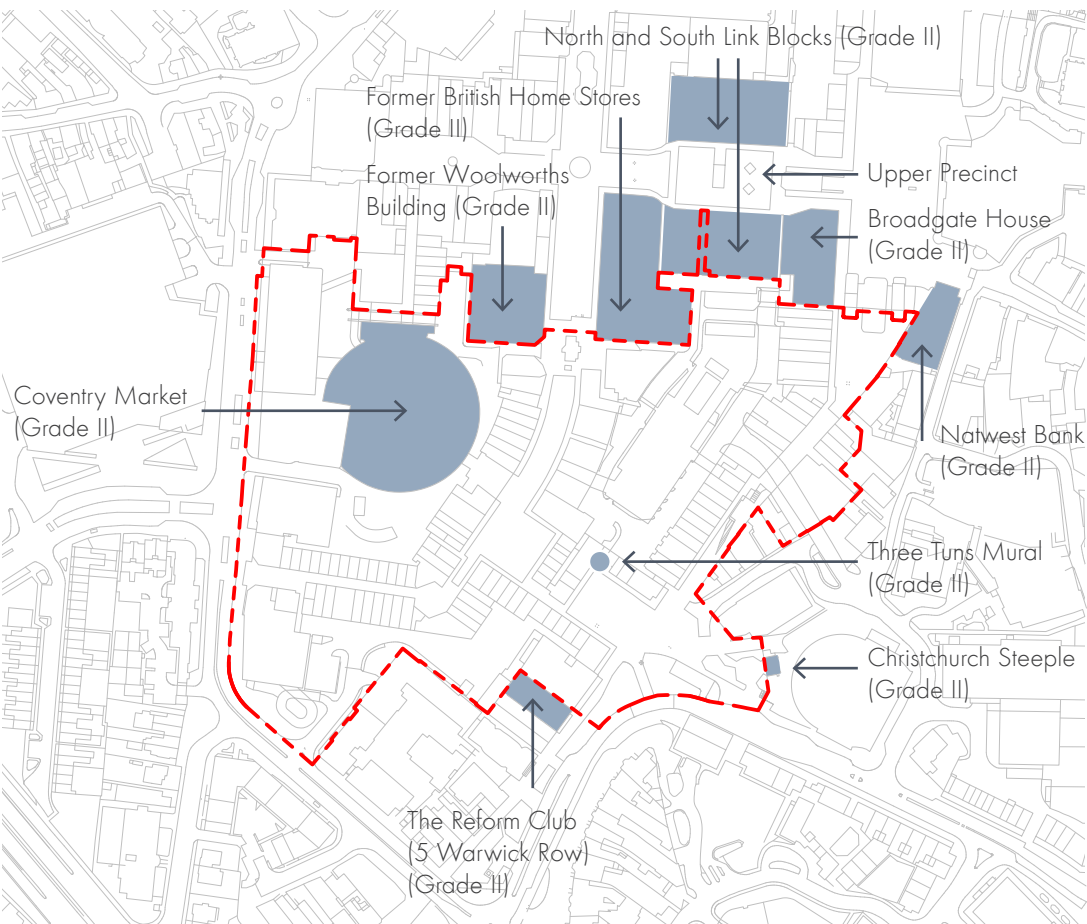 North and South Link Blocks (Grade II)
Former British Home Stores
(Grade II)
Former Woolworths
Building (Grade II)
Upper Precinct
Broadgate House
(Grade II)
Coventry Market
(Grade II)
Natwest Bank
(Grade II)
Three Tuns Mural
(Grade II)
Christchurch Steeple
(Grade II)
The Reform Club
(5 Warwick Row)
(Grade II)